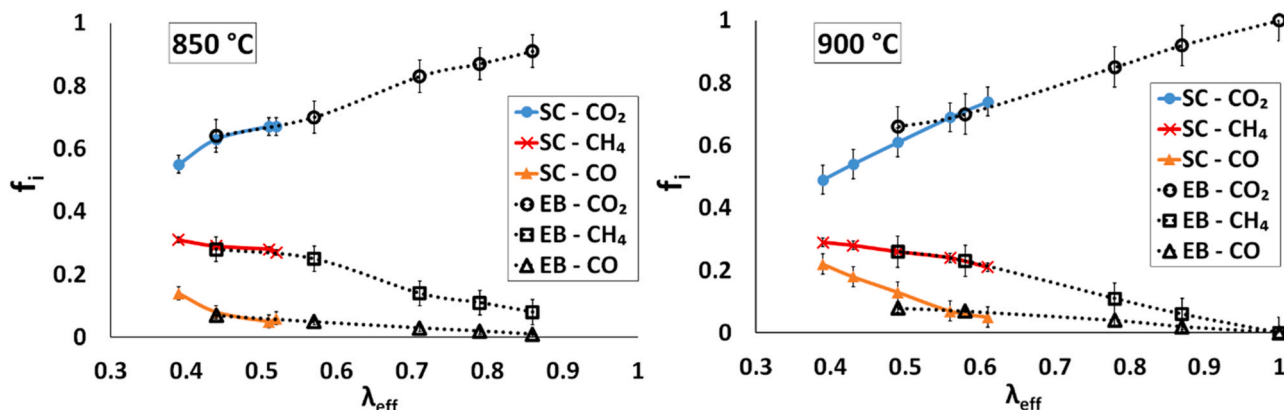 850 °C
1
0.8
0.6
0.4
0.2
0
fᵢ
SC - CO₂
SC - CH₄
SC - CO
EB - CO₂
EB - CH₄
EB - CO
0.3 0.4 0.5 0.6 0.7 0.8 0.9 1
λeff
900 °C
1
0.8
0.6
0.4
0.2
0
fᵢ
SC - CO₂
SC - CH₄
SC - CO
EB - CO₂
EB - CH₄
EB - CO
0.3 0.4 0.5 0.6 0.7 0.8 0.9 1
λeff